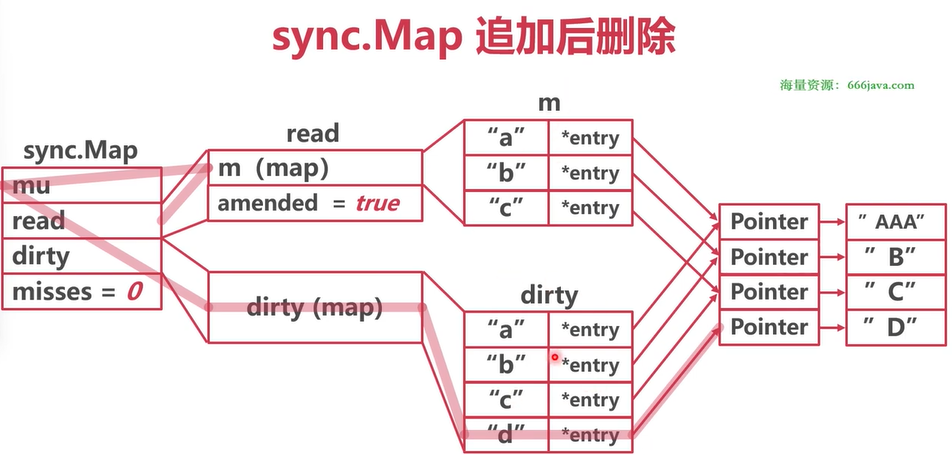 sync.Map 追加后删除
海量资源：666java.com
sync.Map
mu
read
dirty
misses = 0
read
m（map）
amended = true
dirty (map)
m
“a” *entry
“b” *entry
“c” *entry
dirty
“a” *entry
“b” *entry
“c” *entry
“d” *entry
Pointer ” AAA”
Pointer ” B”
Pointer ” C”
Pointer ” D”